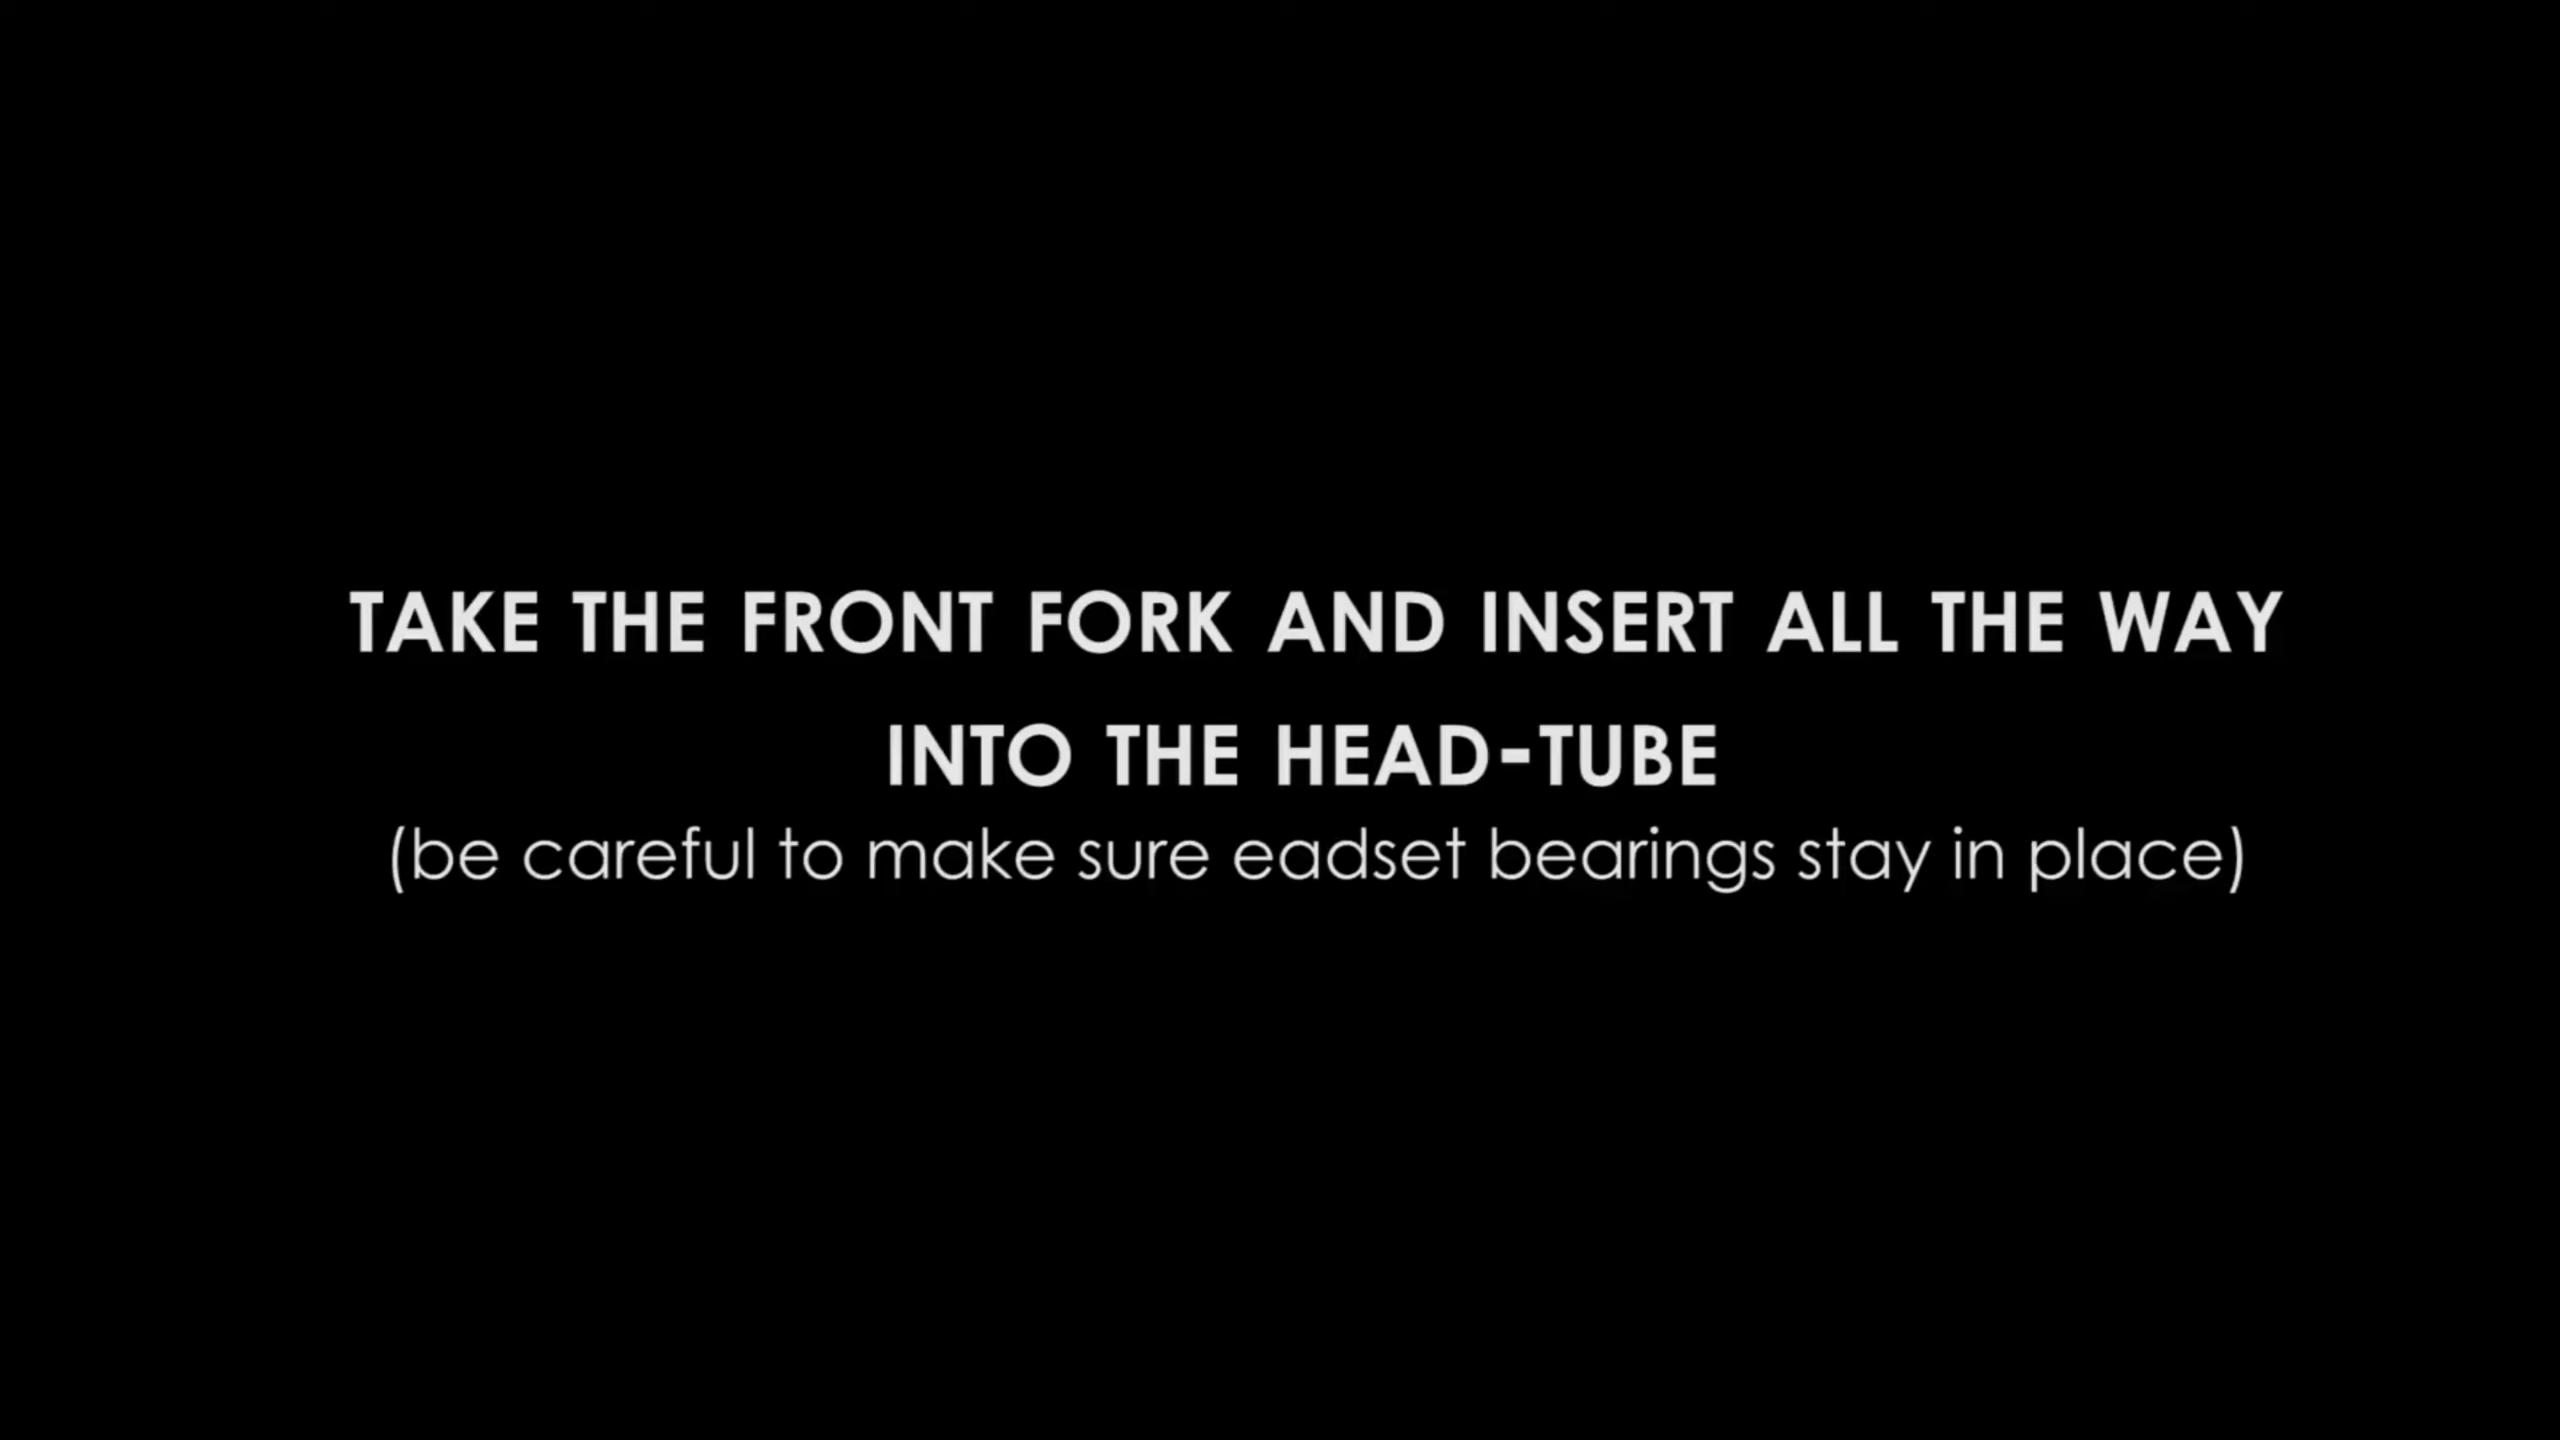 TAKE THE FRONT FORK AND INSERT ALL THE WAY
INTO THE HEAD-TUBE
(be careful to make sure eadset bearings stay in place)